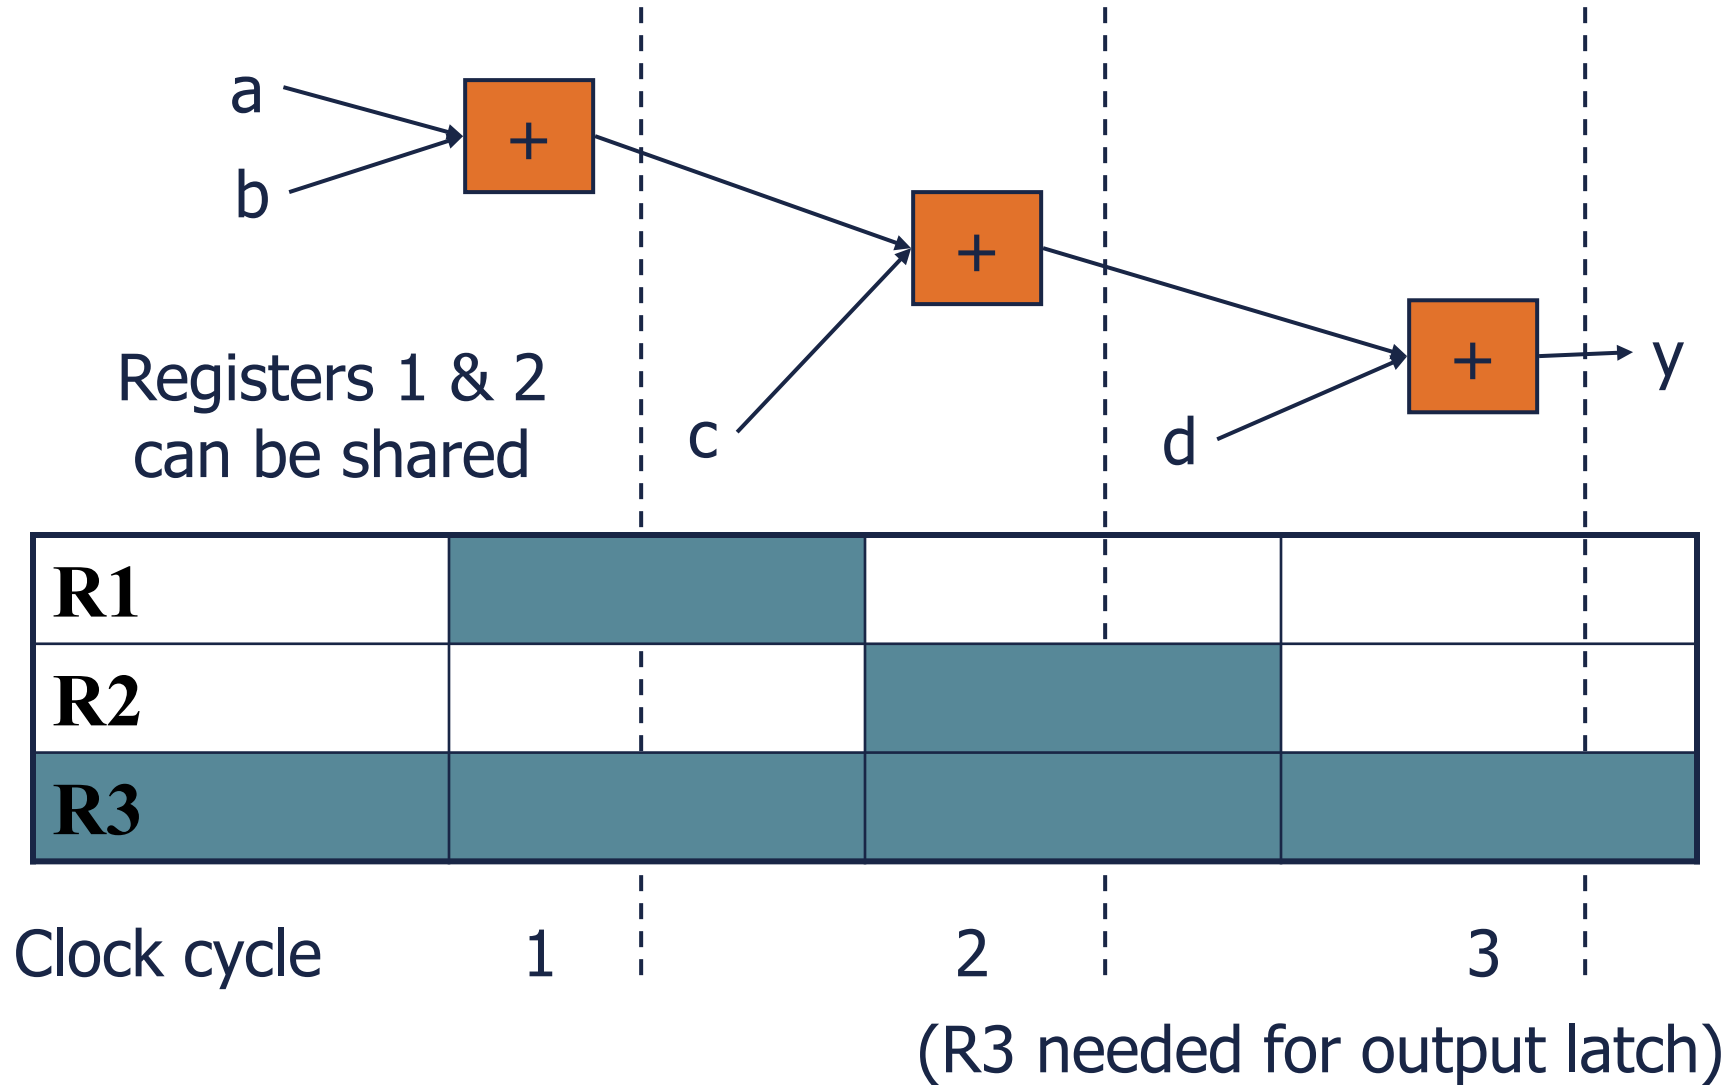 a
+
b
+
+
y
Registers 1 & 2
can be shared
c
d
R1
R2
R3
Clock cycle 1 2 3
(R3 needed for output latch)